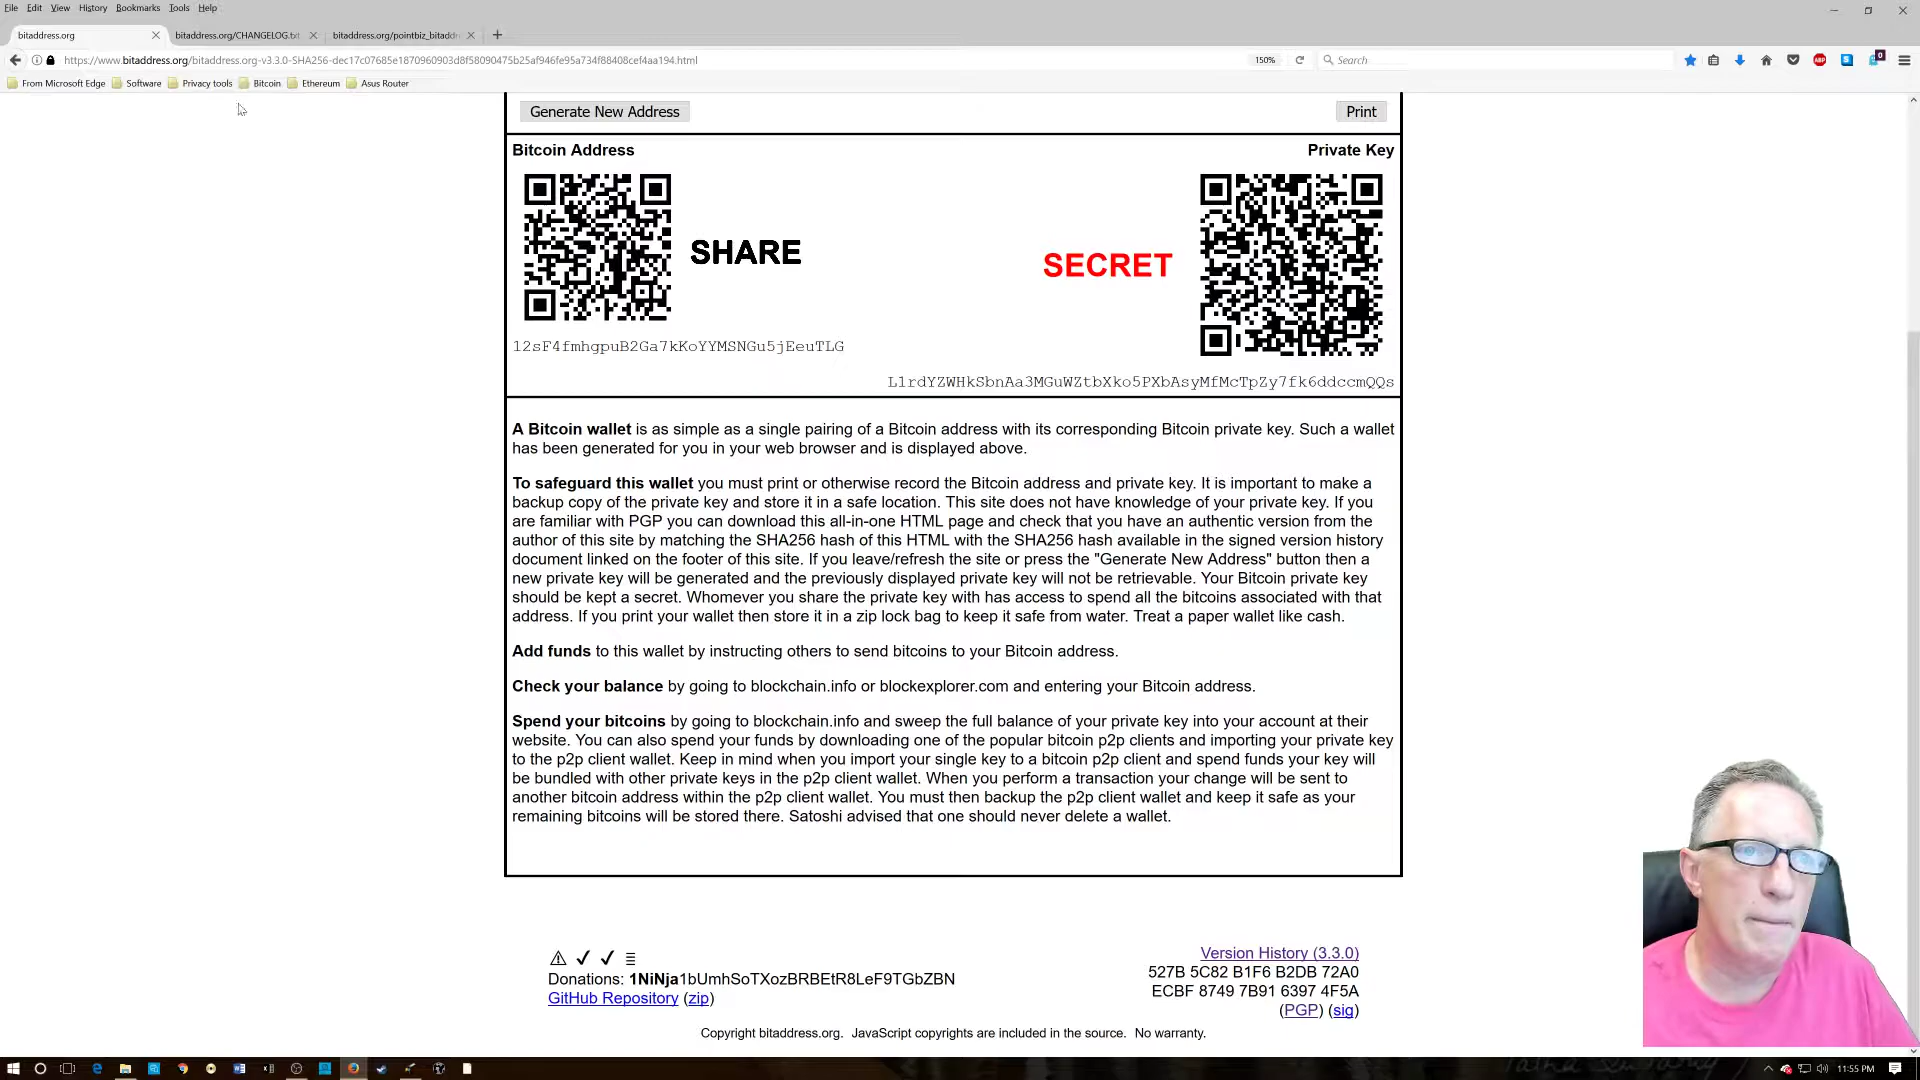 File Edit View History Bookmarks Tools Help
bitaddress.org bitaddress.org/CHANGELOG.txt bitaddress.org/pointbiz_bitaddr
https://www.bitaddress.org/bitaddress.org-v3.3.0-SHA256-dec17c07685e1870960903d8f58090475b25af946fe95a734f88408cef4aa194.html 150% Search
From Microsoft Edge Software Privacy tools Bitcoin Ethereum Asus Router
Generate New Address Print
Bitcoin Address Private Key
SHARE SECRET
12sF4fmhgpuB2Ga7kKoYYMSNGu5jEeuTLG
L1rdYZWHkSbnAa3MGuWZtbXko5PXbAsyMfMcTpZy7fk6ddccmQQs
A Bitcoin wallet is as simple as a single pairing of a Bitcoin address with its corresponding Bitcoin private key. Such a wallet
has been generated for you in your web browser and is displayed above.
To safeguard this wallet you must print or otherwise record the Bitcoin address and private key. It is important to make a
backup copy of the private key and store it in a safe location. This site does not have knowledge of your private key. If you
are familiar with PGP you can download this all-in-one HTML page and check that you have an authentic version from the
author of this site by matching the SHA256 hash of this HTML with the SHA256 hash available in the signed version history
document linked on the footer of this site. If you leave/refresh the site or press the "Generate New Address" button then a
new private key will be generated and the previously displayed private key will not be retrievable. Your Bitcoin private key
should be kept a secret. Whomever you share the private key with has access to spend all the bitcoins associated with that
address. If you print your wallet then store it in a zip lock bag to keep it safe from water. Treat a paper wallet like cash.
Add funds to this wallet by instructing others to send bitcoins to your Bitcoin address.
Check your balance by going to blockchain.info or blockexplorer.com and entering your Bitcoin address.
Spend your bitcoins by going to blockchain.info and sweep the full balance of your private key into your account at their
website. You can also spend your funds by downloading one of the popular bitcoin p2p clients and importing your private key
to the p2p client wallet. Keep in mind when you import your single key to a bitcoin p2p client and spend funds your key will
be bundled with other private keys in the p2p client wallet. When you perform a transaction your change will be sent to
another bitcoin address within the p2p client wallet. You must then backup the p2p client wallet and keep it safe as your
remaining bitcoins will be stored there. Satoshi advised that one should never delete a wallet.
Version History (3.3.0)
527B 5C82 B1F6 B2DB 72A0
ECBF 8749 7B91 6397 4F5A
(PGP) (sig)
Donations: 1NiNja1bUmhSoTXozBRBEtR8LeF9TGbZBN
GitHub Repository (zip)
Copyright bitaddress.org. JavaScript copyrights are included in the source. No warranty.
11:55 PM